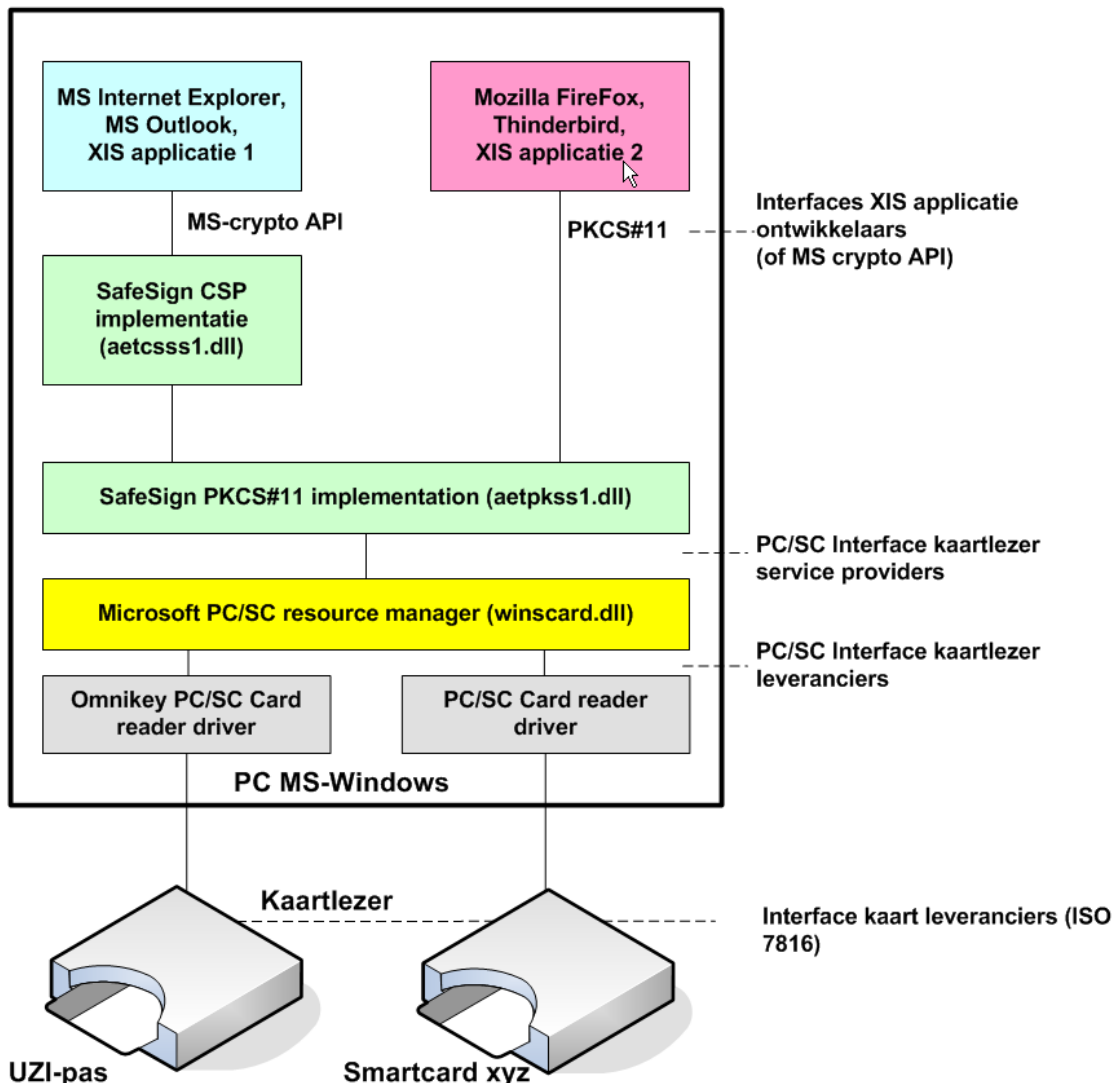 MS Internet Explorer,
MS Outlook,
XIS applicatie 1
Mozilla FireFox,
Thinderbird,
XIS applicatie 2
MS-crypto API
PKCS#11
Interfaces XIS applicatie
ontwikkelaars
(of MS crypto API)
SafeSign CSP
implementatie
(aetcsss1.dll)
SafeSign PKCS#11 implementation (aetpkss1.dll)
PC/SC Interface kaartlezer
service providers
Microsoft PC/SC resource manager (winscard.dll)
PC/SC Interface kaartlezer
leveranciers
Omnikey PC/SC Card
reader driver
PC/SC Card reader
driver
PC MS-Windows
Kaartlezer
Interface kaart leveranciers (ISO
7816)
UZI-pas
Smartcard xyz